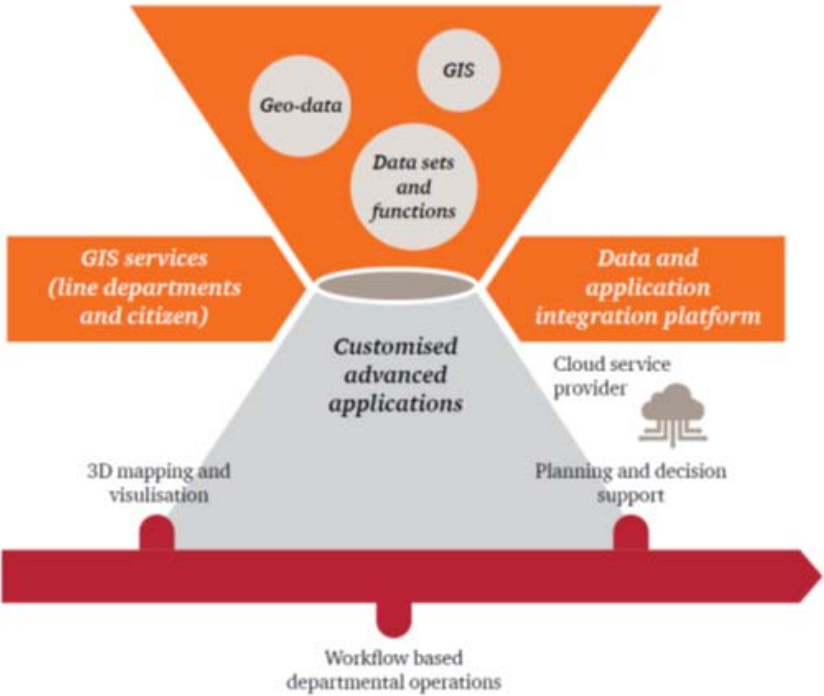 GIS
Geo-data
Data sets
and
functions
GIS services
(line departments
and citizen)
Data and
application
integration platform
Customised
advanced
applications
Cloud service
provider
3D mapping and
visulisation
Planning and decision
support
Workflow based
departmental operations